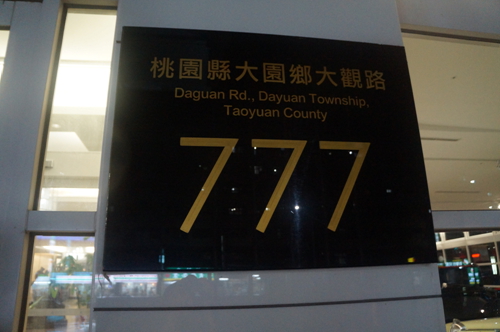 桃園縣大園鄉大觀路
Daguan Rd., Dayuan Township,
Taoyuan County
777